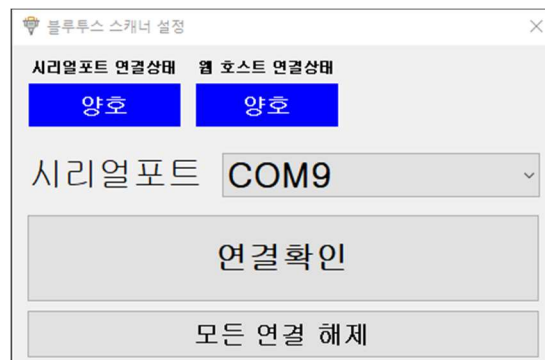 블루투스 스캐너 설정
시리얼포트 연결상태 웹 호스트 연결상태
양호 양호
시리얼포트 COM9
연결확인
모든 연결 해제